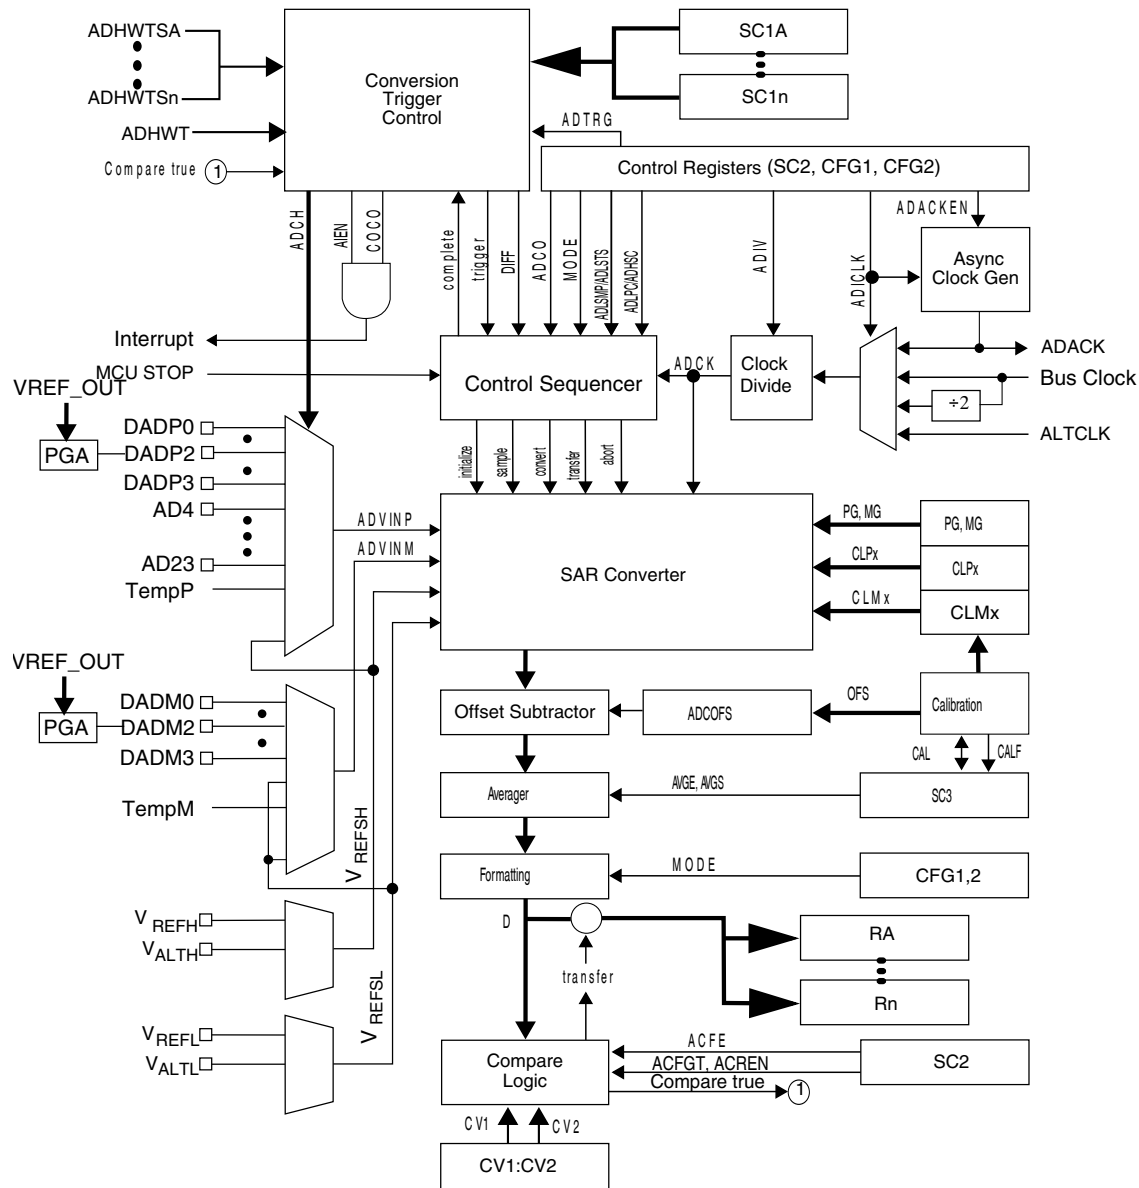 ADHWTSA
ADHWTSn
ADHWT
Compare true 1
Conversion
Trigger
Control
SC1A
SC1n
ADTRG
Control Registers (SC2, CFG1, CFG2)
ADCH
AIEN
COCO
complete
trigger
DIFF
ADCO
MODE
ADLSMP/ADLSTS
ADLPC/ADHSC
ADIV
ADICLK
ADACKEN
Async
Clock Gen
Interrupt
MCU STOP
Control Sequencer
ADCK
Clock
Divide
ADACK
Bus Clock
÷2
ALTCLK
VREF_OUT
PGA
DADP0
DADP2
DADP3
AD4
AD23
TempP
initialize
sample
convert
transfer
abort
ADVINP
ADVINM
SAR Converter
PG, MG
PG, MG
CLPx
CLPx
CLMx
CLMx
VREF_OUT
PGA
DADM0
DADM2
DADM3
TempM
Offset Subtractor
ADCOFS
OFS
Calibration
CAL
CALF
Averager
AVGE, AVGS
SC3
VREFSH
Formatting
MODE
CFG1,2
VREFH
VALTH
D
RA
Rn
transfer
VREFSL
VREFL
VALTL
Compare
Logic
ACFE
ACFGT, ACREN
Compare true 1
SC2
CV1
CV2
CV1:CV2